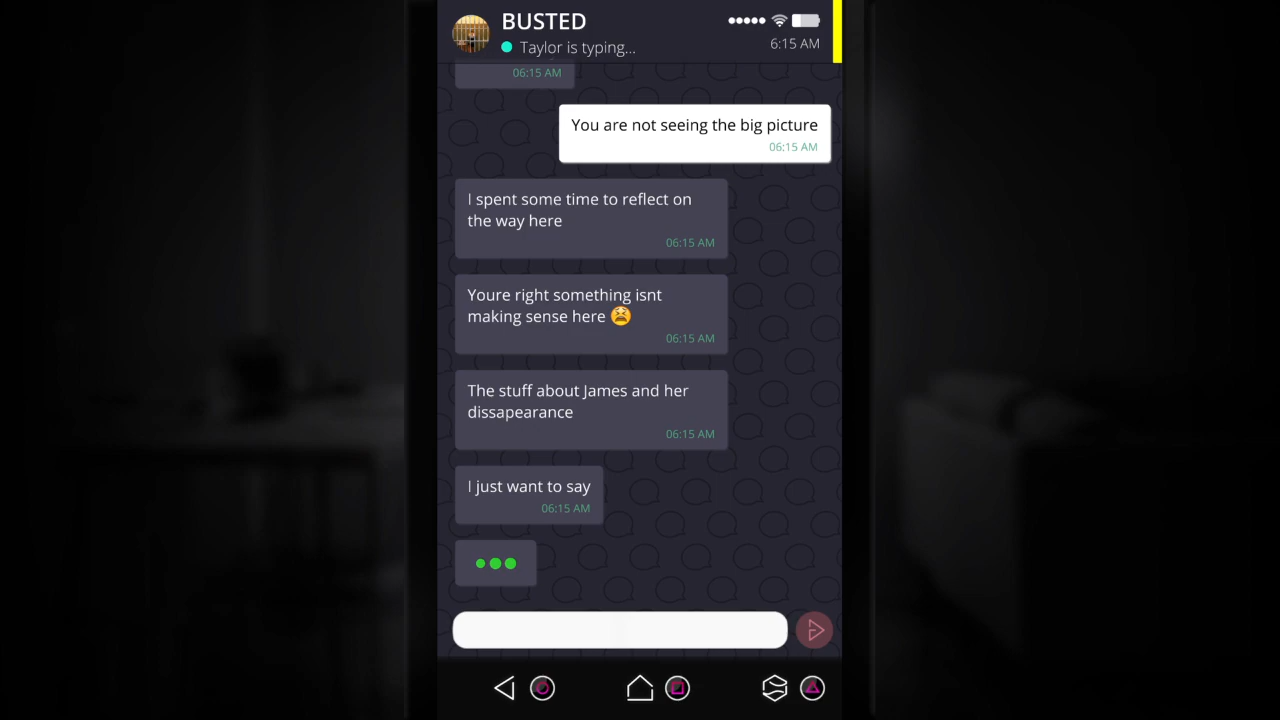 BUSTED
Taylor is typing...
6:15 AM
06:15 AM
You are not seeing the big picture
06:15 AM
I spent some time to reflect on
the way here
06:15 AM
Youre right something isnt
making sense here 😫
06:15 AM
The stuff about James and her
dissapearance
06:15 AM
I just want to say
06:15 AM